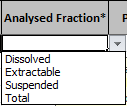 Analysed Fraction*
Dissolved
Extractable
Suspended
Total